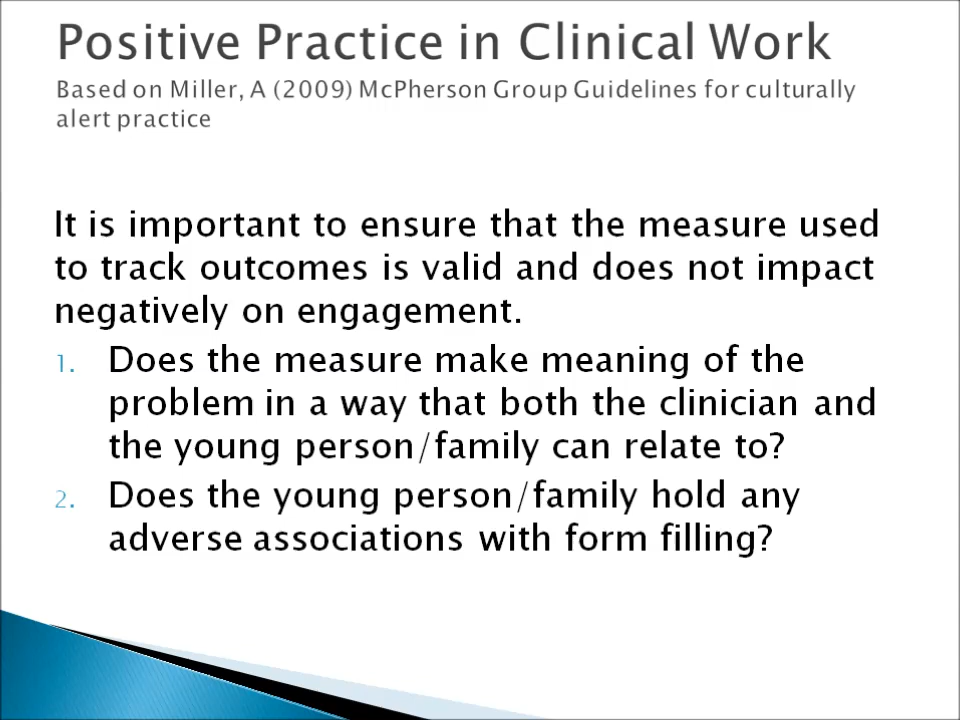 Positive Practice in Clinical Work
Based on Miller, A (2009) McPherson Group Guidelines for culturally
alert practice
It is important to ensure that the measure used
to track outcomes is valid and does not impact
negatively on engagement.
1. Does the measure make meaning of the
problem in a way that both the clinician and
the young person/family can relate to?
2. Does the young person/family hold any
adverse associations with form filling?